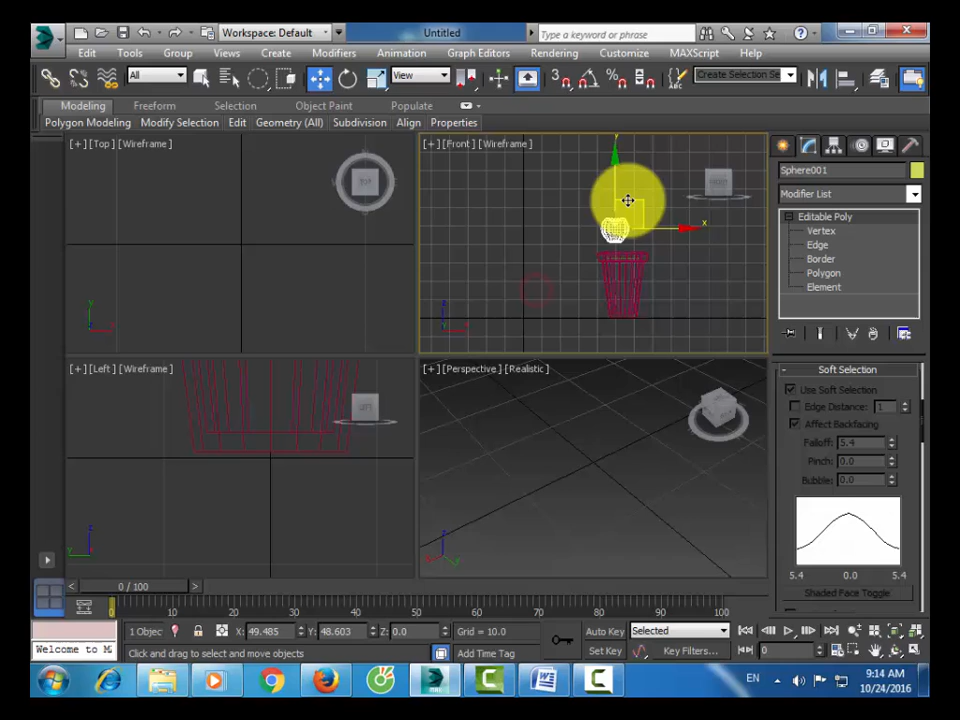 Workspace: Default
Untitled
Type a keyword or phrase
Edit Tools Group Views Create Modifiers Animation Graph Editors Rendering Customize MAXScript Help
All
View
Create Selection Se
Modeling Freeform Selection Object Paint Populate
Polygon Modeling Modify Selection Edit Geometry (All) Subdivision Align Properties
[+] [Top] [Wireframe]
TOP
[+] [Front] [Wireframe]
FRONT
y
x
Sphere001
Modifier List
Editable Poly
Vertex
Edge
Border
Polygon
Element
[+] [Left] [Wireframe]
LEFT
[+] [Perspective] [Realistic]
Soft Selection
Use Soft Selection
Edge Distance: 1
Affect Backfacing
Falloff: 5.4
Pinch: 0.0
Bubble: 0.0
5.4 0.0 5.4
Shaded Face Toggle
0 / 100
0 10 20 30 40 50 60 70 80 90 100
1 Objec X: 49.485 Y: 48.603 Z: 0.0 Grid = 10.0 Auto Key Selected
Welcome to M Click and drag to select and move objects Add Time Tag Set Key Key Filters... 0
EN 9:14 AM
10/24/2016